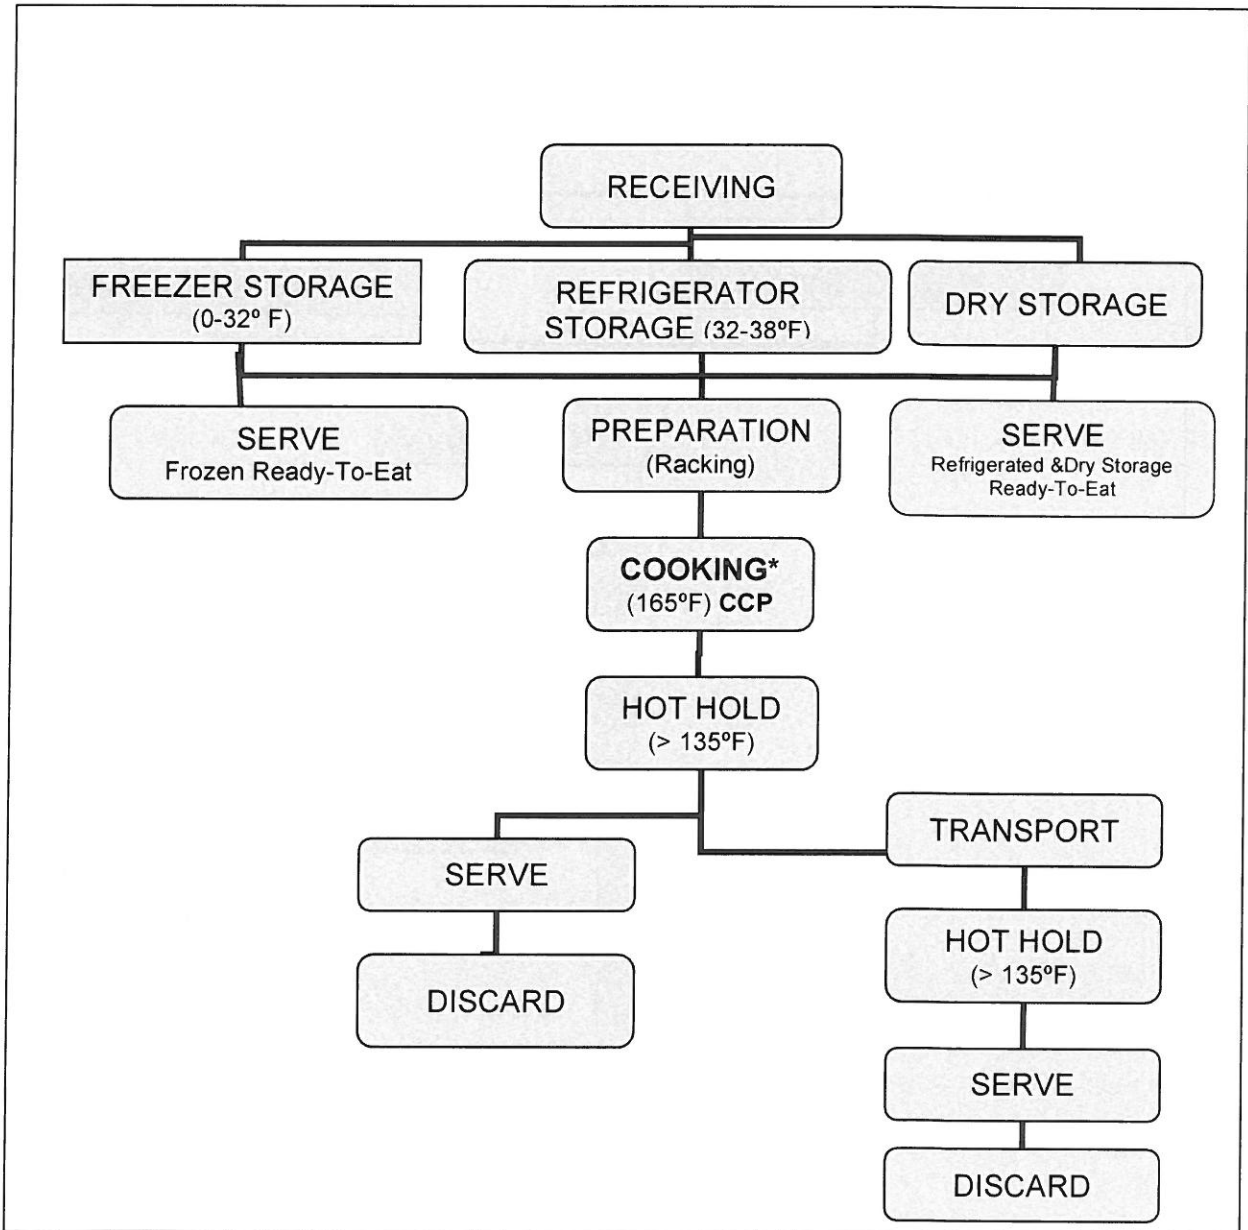 RECEIVING
FREEZER STORAGE
(0-32º F)
REFRIGERATOR
STORAGE (32-38ºF)
DRY STORAGE
SERVE
Frozen Ready-To-Eat
PREPARATION
(Racking)
SERVE
Refrigerated &Dry Storage
Ready-To-Eat
COOKING*
(165ºF) CCP
HOT HOLD
(> 135ºF)
SERVE
DISCARD
TRANSPORT
HOT HOLD
(> 135ºF)
SERVE
DISCARD